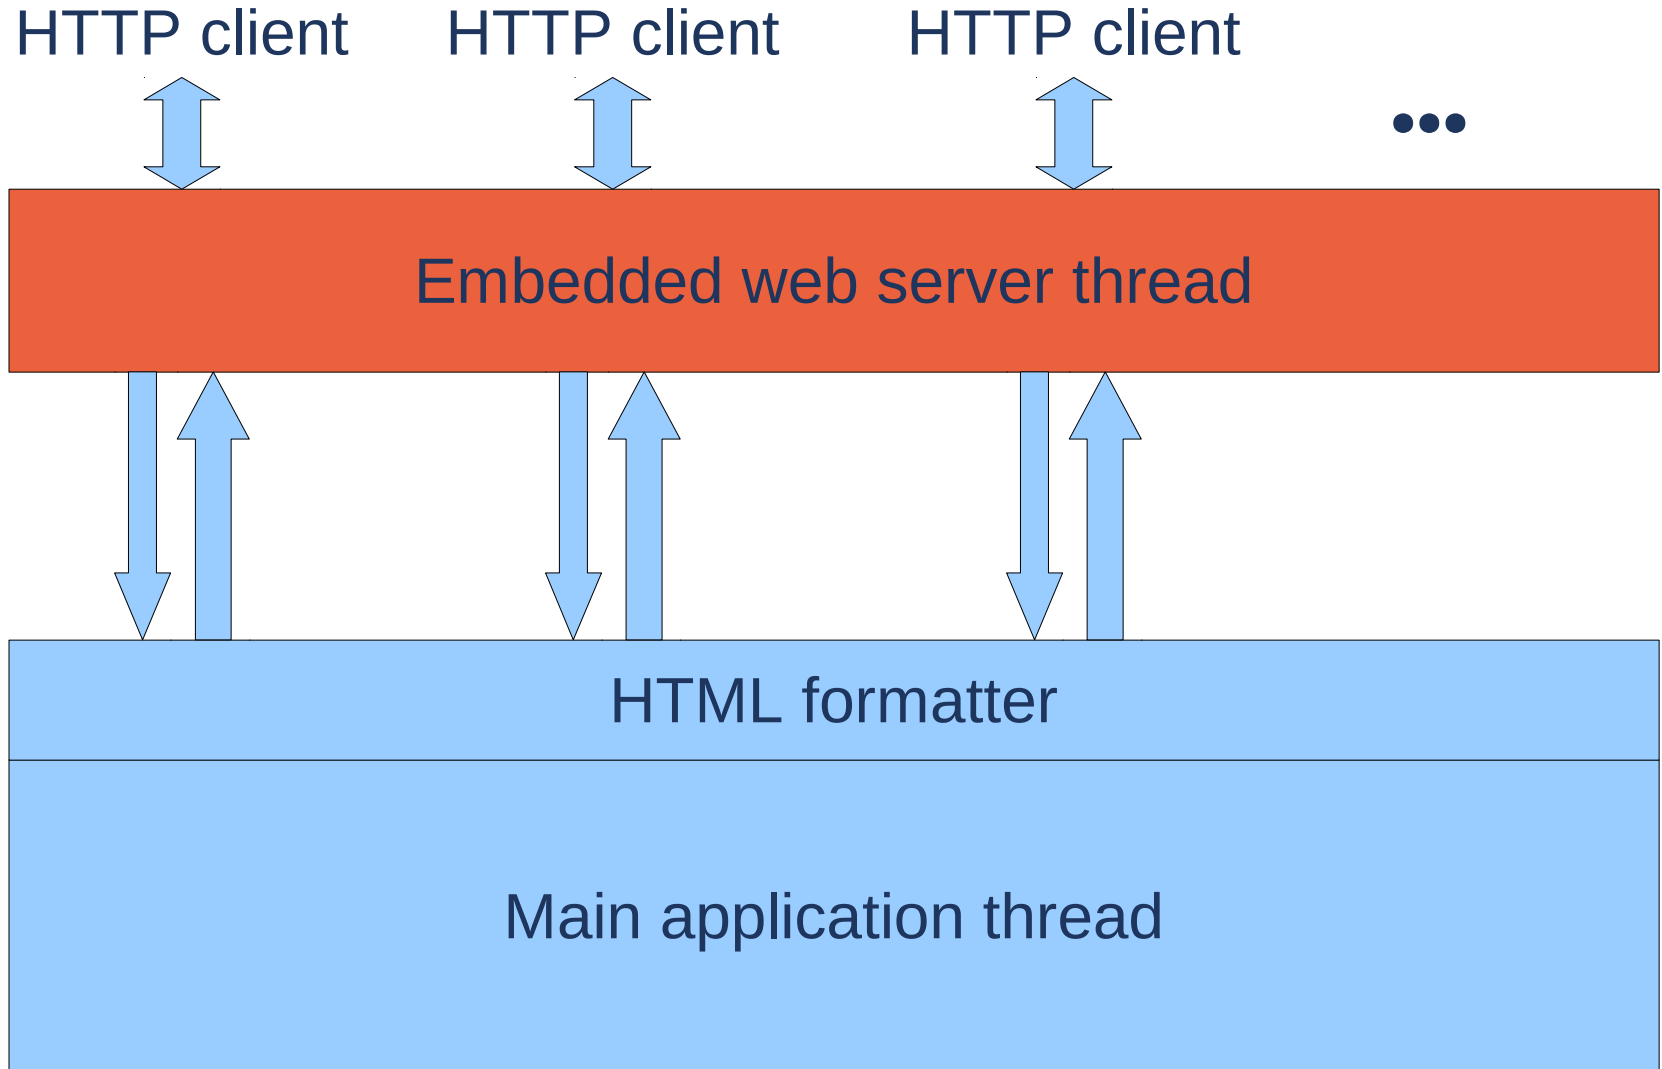 HTTP client HTTP client HTTP client
...
Embedded web server thread
HTML formatter
Main application thread